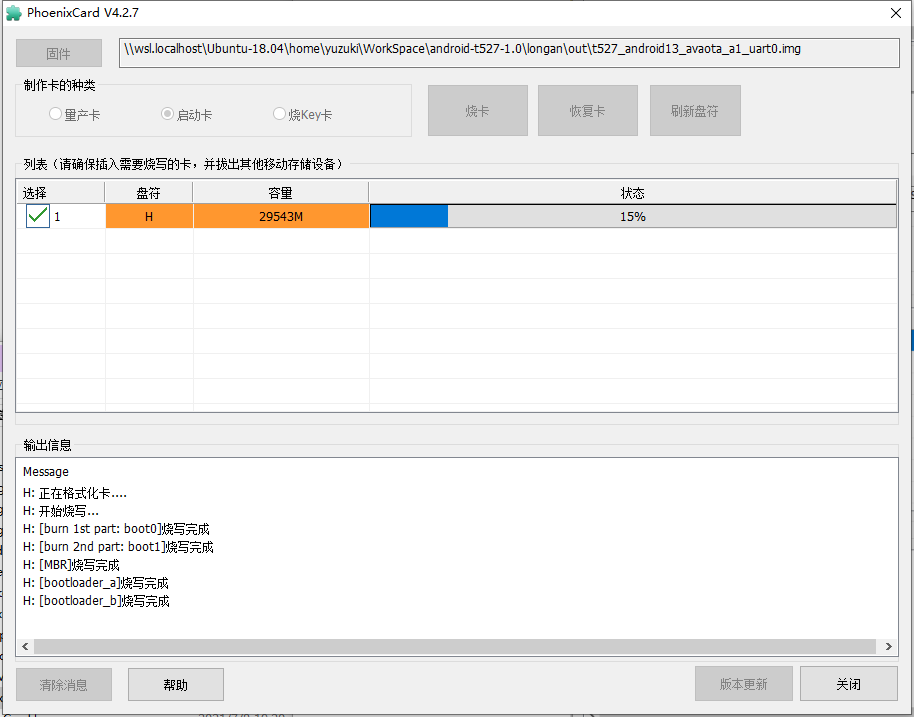 PhoenixCard V4.2.7
固件
\\wsl.localhost\Ubuntu-18.04\home\yuzuki\WorkSpace\android-t527-1.0\longan\out\t527_android13_avaota_a1_uart0.img
制作卡的种类
量产卡 启动卡 烧Key卡
烧卡 恢复卡 刷新盘符
列表（请确保插入需要烧写的卡，并拔出其他移动存储设备）
选择 盘符 容量 状态
1 H 29543M 15%
输出信息
Message
H: 正在格式化卡....
H: 开始烧写...
H: [burn 1st part: boot0]烧写完成
H: [burn 2nd part: boot1]烧写完成
H: [MBR]烧写完成
H: [bootloader_a]烧写完成
H: [bootloader_b]烧写完成
清除消息 帮助 版本更新 关闭